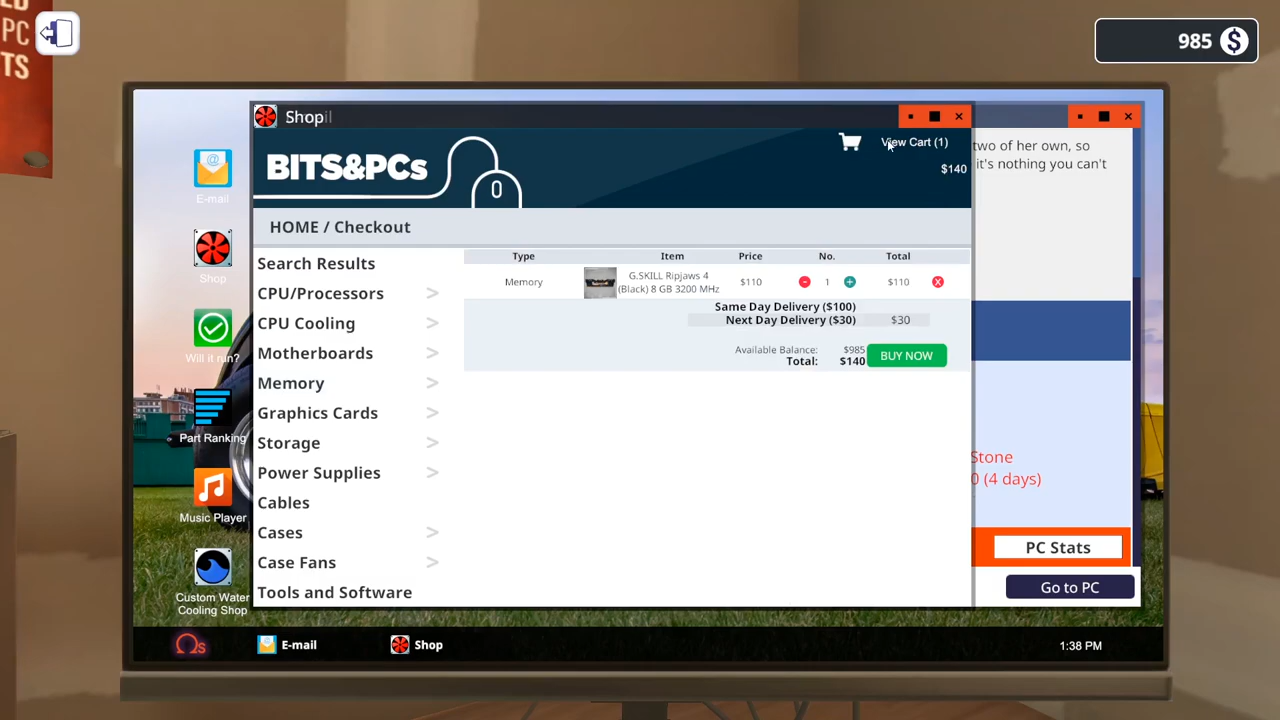 PC
TS
985 $
Shop
View Cart (1)
$140
BITS&PCs
HOME / Checkout
Search Results
CPU/Processors >
CPU Cooling >
Motherboards >
Memory >
Graphics Cards >
Storage >
Power Supplies >
Cables
Cases >
Case Fans >
Tools and Software
Type Item Price No. Total
Memory G.SKILL Ripjaws 4 (Black) 8 GB 3200 MHz $110 1 $110
Same Day Delivery ($100)
Next Day Delivery ($30) $30
Available Balance: $985
Total: $140
BUY NOW
two of her own, so
it's nothing you can't
Stone
0 (4 days)
PC Stats
Go to PC
E-mail
Shop
Will it run?
Part Ranking
Music Player
Custom Water
Cooling Shop
Ωs E-mail Shop 1:38 PM